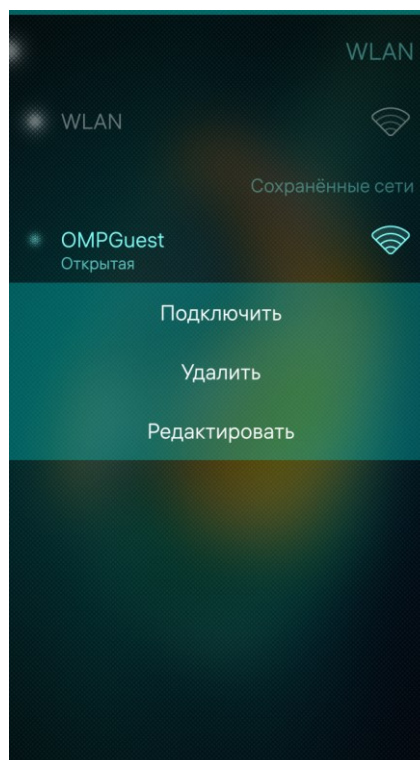 WLAN
WLAN
Сохранённые сети
OMPGuest
Открытая
Подключить
Удалить
Редактировать